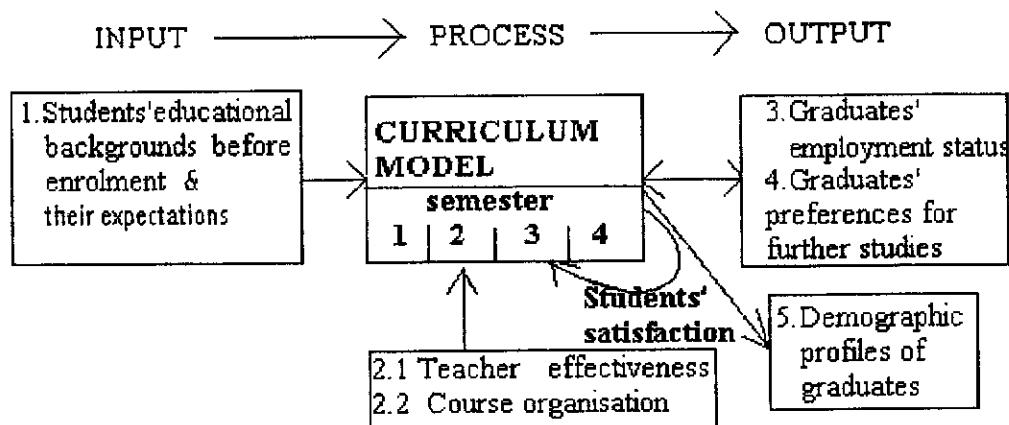 INPUT PROCESS OUTPUT
1.Students'educational
backgrounds before
enrolment &
their expectations
CURRICULUM
MODEL
semester
1 2 3 4
3.Graduates'
employment status
4.Graduates'
preferences for
further studies
Students'
satisfaction
2.1 Teacher effectiveness
2.2 Course organisation
5.Demographic
profiles of
graduates